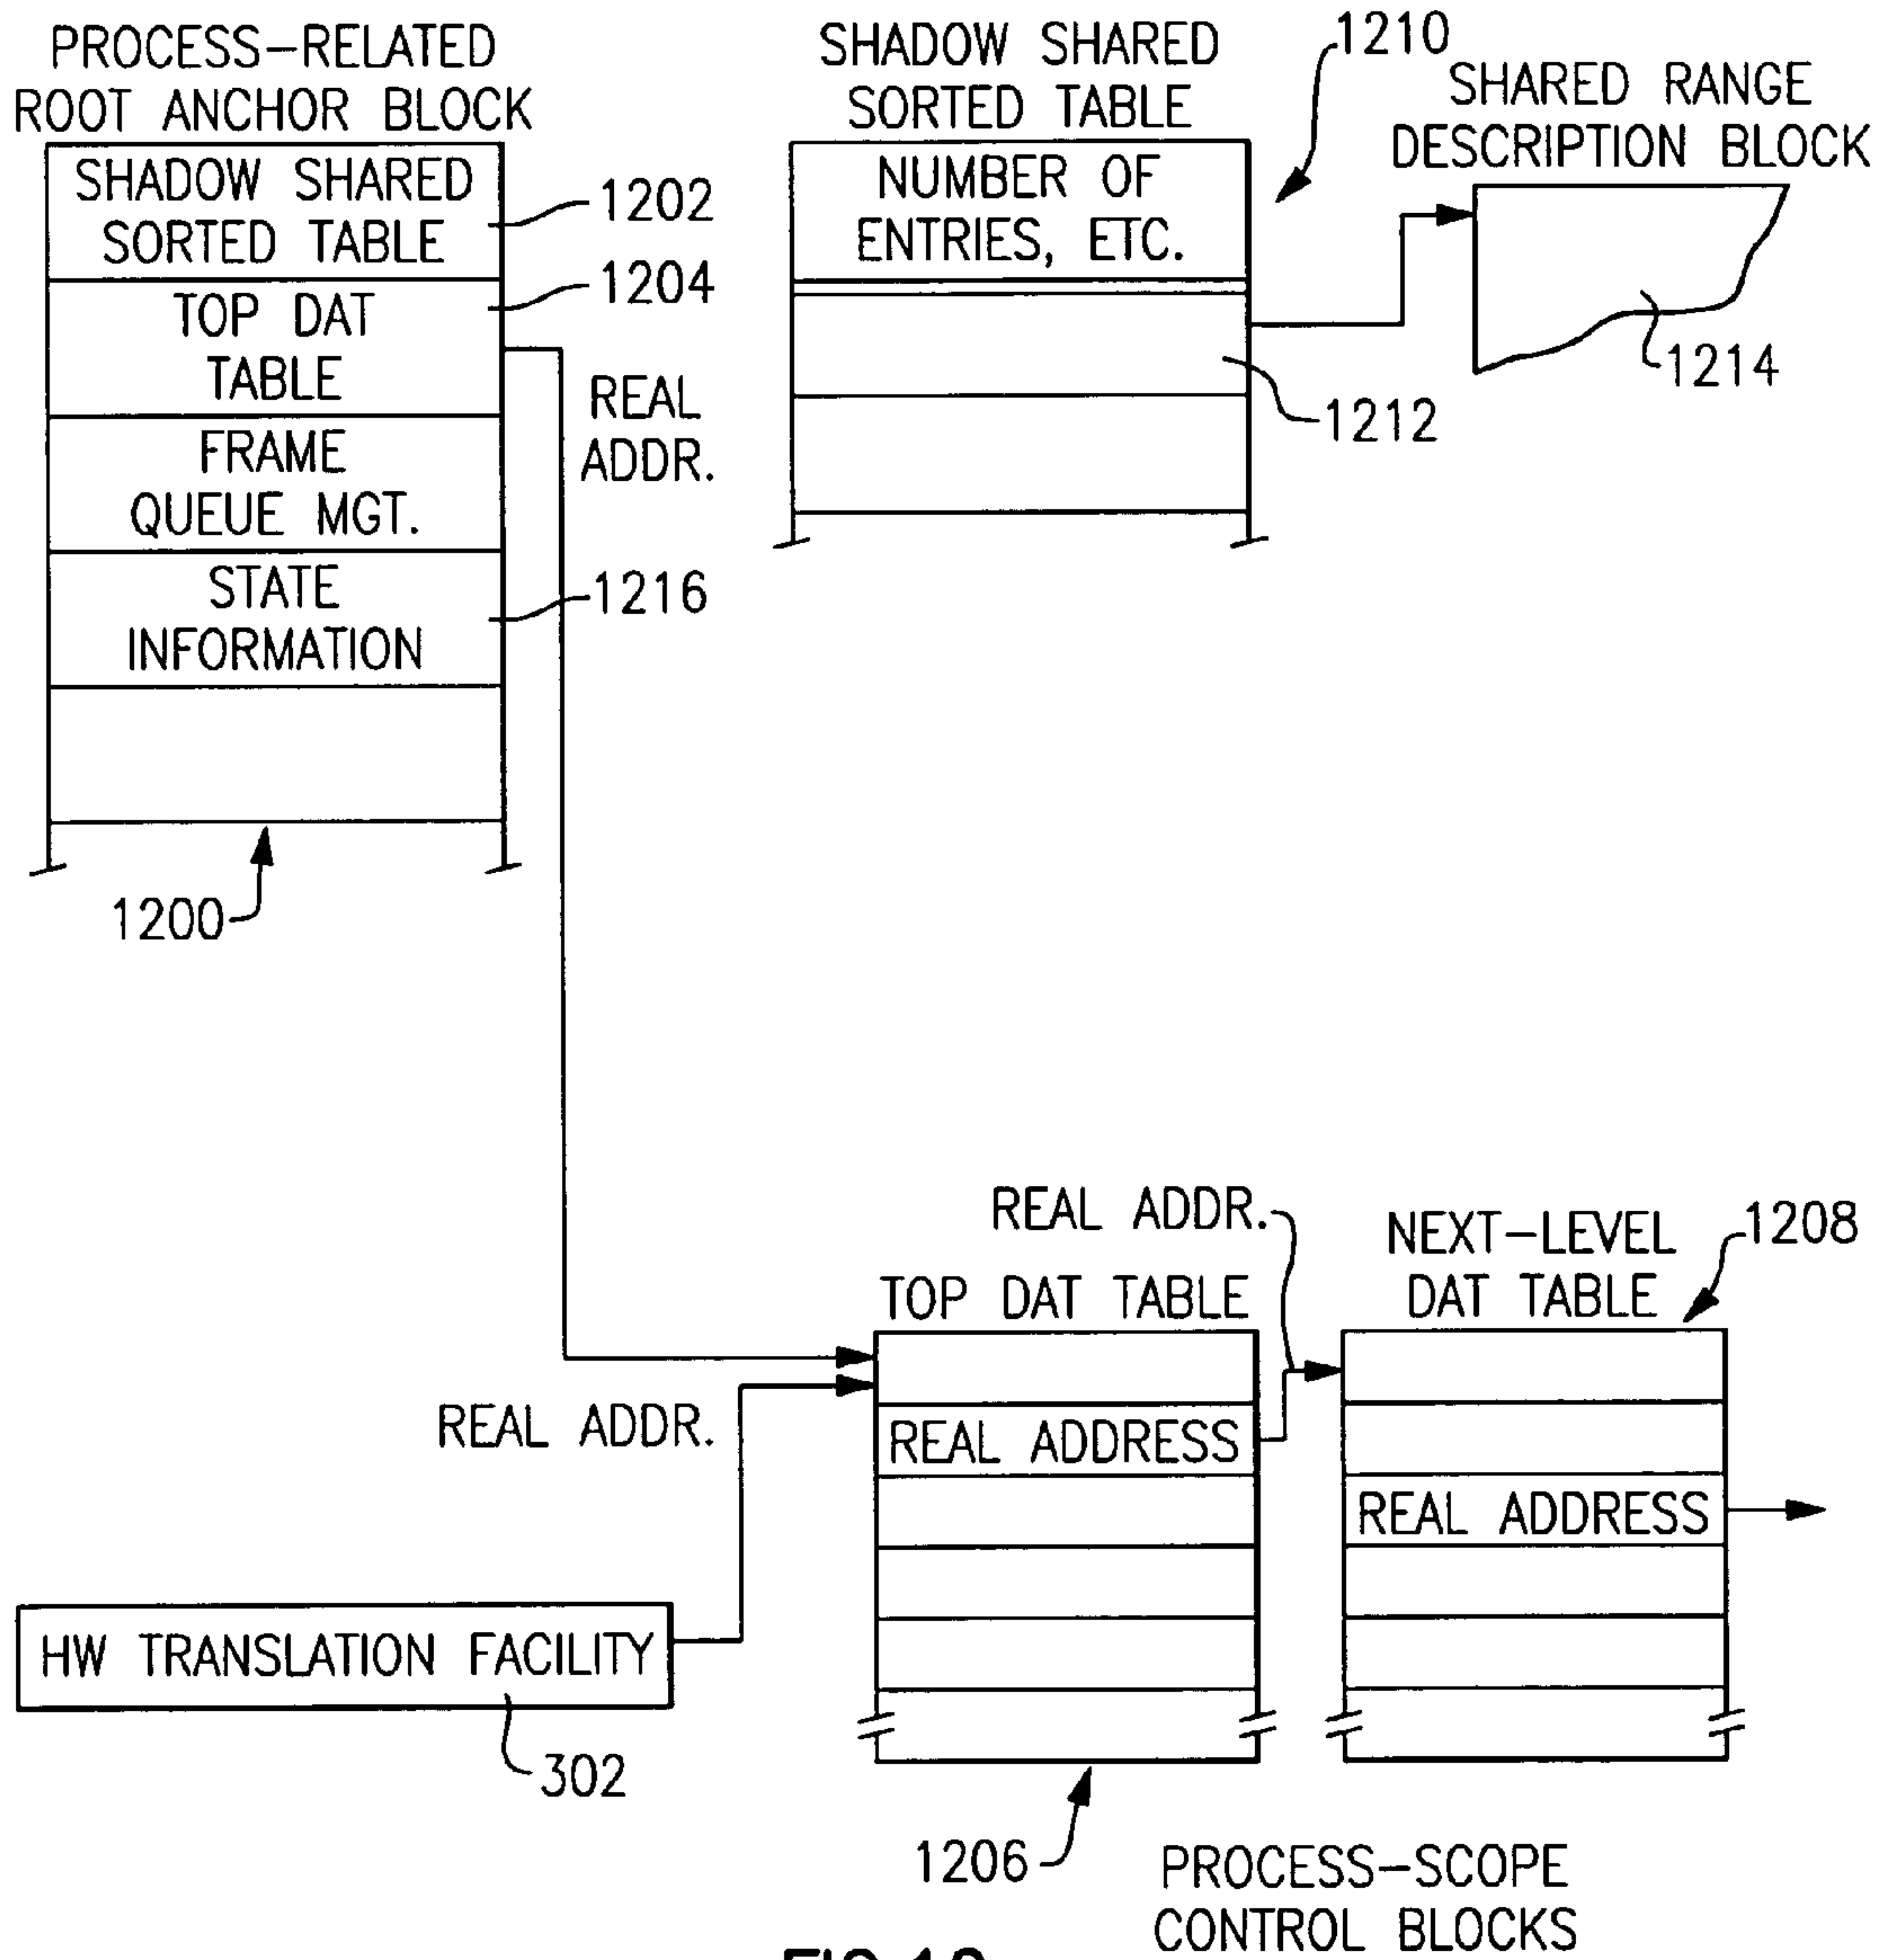 PROCESS-RELATED
ROOT ANCHOR BLOCK
SHADOW SHARED
SORTED TABLE
1202
TOP DAT
TABLE
1204
REAL
ADDR.
FRAME
QUEUE MGT.
STATE
INFORMATION
1216
1200
SHADOW SHARED
SORTED TABLE
1210
NUMBER OF
ENTRIES, ETC.
1212
SHARED RANGE
DESCRIPTION BLOCK
1214
REAL ADDR.
NEXT-LEVEL
DAT TABLE
1208
TOP DAT TABLE
REAL ADDR.
REAL ADDRESS
REAL ADDRESS
HW TRANSLATION FACILITY
302
1206
PROCESS-SCOPE
CONTROL BLOCKS